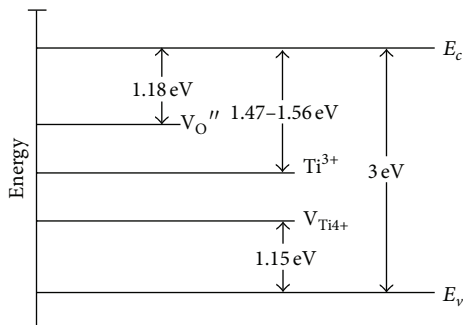 E_c
1.18 eV
1.47–1.56 eV
V_O″
Energy
Ti³⁺
3 eV
V_Ti4+
1.15 eV
E_v